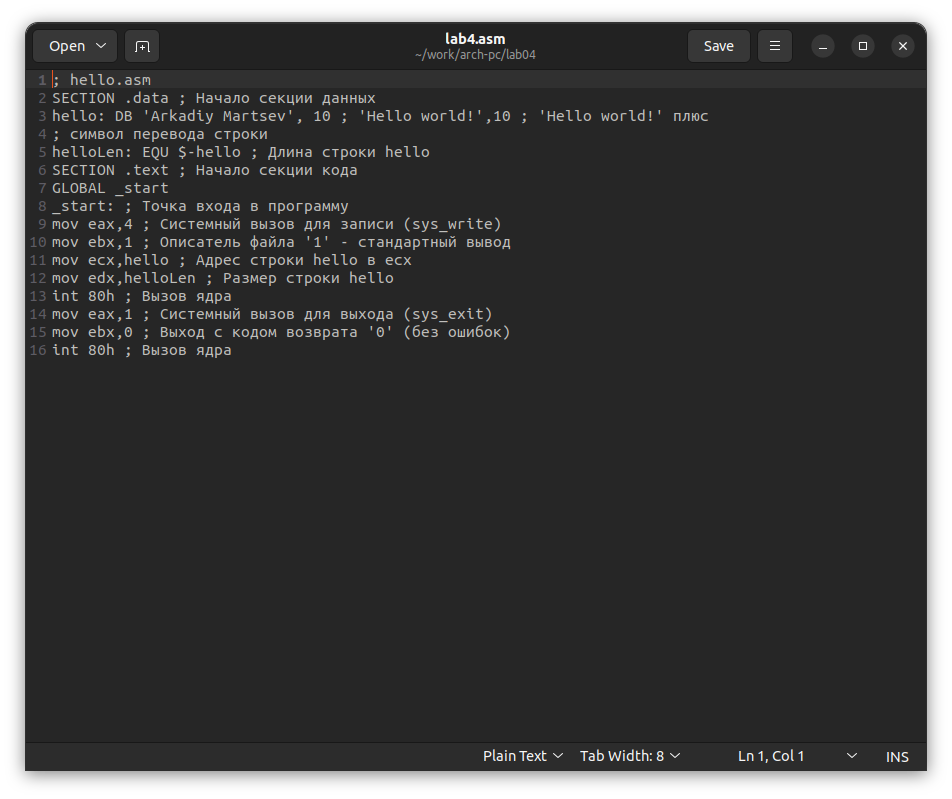 Open
lab4.asm
~/work/arch-pc/lab04
Save
1 ; hello.asm
2 SECTION .data ; Начало секции данных
3 hello: DB 'Arkadiy Martsev', 10 ; 'Hello world!',10 ; 'Hello world!' плюс
4 ; символ перевода строки
5 helloLen: EQU $-hello ; Длина строки hello
6 SECTION .text ; Начало секции кода
7 GLOBAL _start
8 _start: ; Точка входа в программу
9 mov eax,4 ; Системный вызов для записи (sys_write)
10 mov ebx,1 ; Описатель файла '1' - стандартный вывод
11 mov ecx,hello ; Адрес строки hello в ecx
12 mov edx,helloLen ; Размер строки hello
13 int 80h ; Вызов ядра
14 mov eax,1 ; Системный вызов для выхода (sys_exit)
15 mov ebx,0 ; Выход с кодом возврата '0' (без ошибок)
16 int 80h ; Вызов ядра
Plain Text Tab Width: 8 Ln 1, Col 1 INS